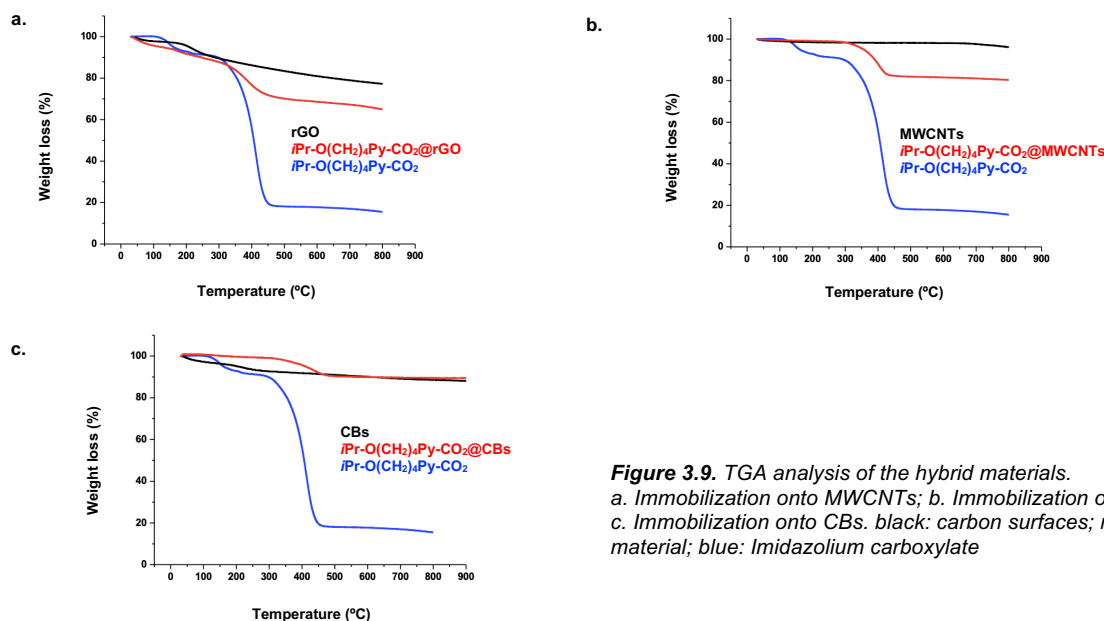 a.
100
80
60
40
20
0
Weight loss (%)
rGO
iPr-O(CH₂)₄Py-CO₂@rGO
iPr-O(CH₂)₄Py-CO₂
0 100 200 300 400 500 600 700 800 900
Temperature (ºC)
b.
100
80
60
40
20
0
Weight loss (%)
MWCNTs
iPr-O(CH₂)₄Py-CO₂@MWCNTs
iPr-O(CH₂)₄Py-CO₂
0 100 200 300 400 500 600 700 800 900
Temperature (ºC)
c.
100
80
60
40
20
0
Weight loss (%)
CBs
iPr-O(CH₂)₄Py-CO₂@CBs
iPr-O(CH₂)₄Py-CO₂
0 100 200 300 400 500 600 700 800 900
Temperature (ºC)
Figure 3.9. TGA analysis of the hybrid materials.
a. Immobilization onto MWCNTs; b. Immobilization
c. Immobilization onto CBs. black: carbon surfaces;
material; blue: Imidazolium carboxylate